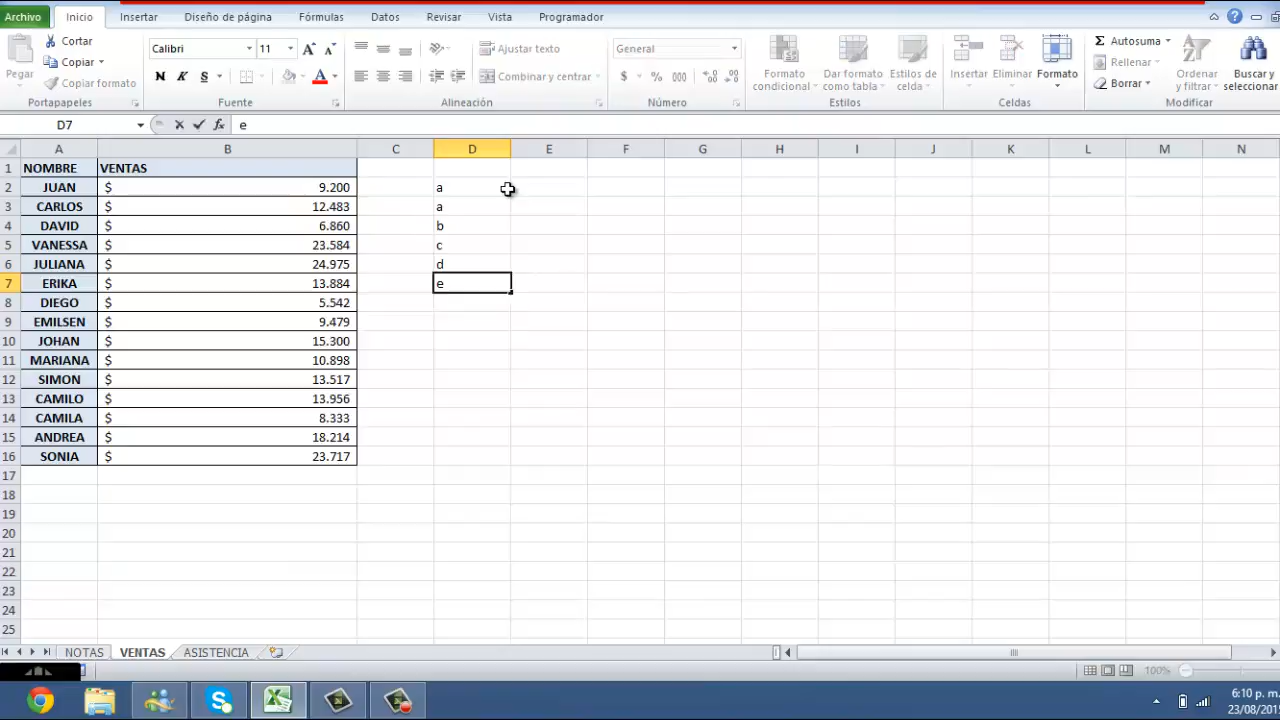 Archivo Inicio Insertar Diseño de página Fórmulas Datos Revisar Vista Programador
Pegar
Cortar
Copiar
Copiar formato
Portapapeles
Calibri 11 A A
N K S A
Fuente
Ajustar texto
Combinar y centrar
Alineación
General
$ % 000
Número
Formato condicional
Dar formato como tabla
Estilos de celda
Estilos
Insertar
Eliminar
Formato
Celdas
Σ Autosuma
Rellenar
Borrar
Ordenar y filtrar
Buscar y seleccionar
Modificar
D7 fx e
A B C D E F G H I J K L M N
1 NOMBRE VENTAS
2 JUAN $ 9.200 a
3 CARLOS $ 12.483 a
4 DAVID $ 6.860 b
5 VANESSA $ 23.584 c
6 JULIANA $ 24.975 d
7 ERIKA $ 13.884 e
8 DIEGO $ 5.542
9 EMILSEN $ 9.479
10 JOHAN $ 15.300
11 MARIANA $ 10.898
12 SIMON $ 13.517
13 CAMILO $ 13.956
14 CAMILA $ 8.333
15 ANDREA $ 18.214
16 SONIA $ 23.717
17
18
19
20
21
22
23
24
25
NOTAS VENTAS ASISTENCIA
100%
6:10 p. m.
23/08/201